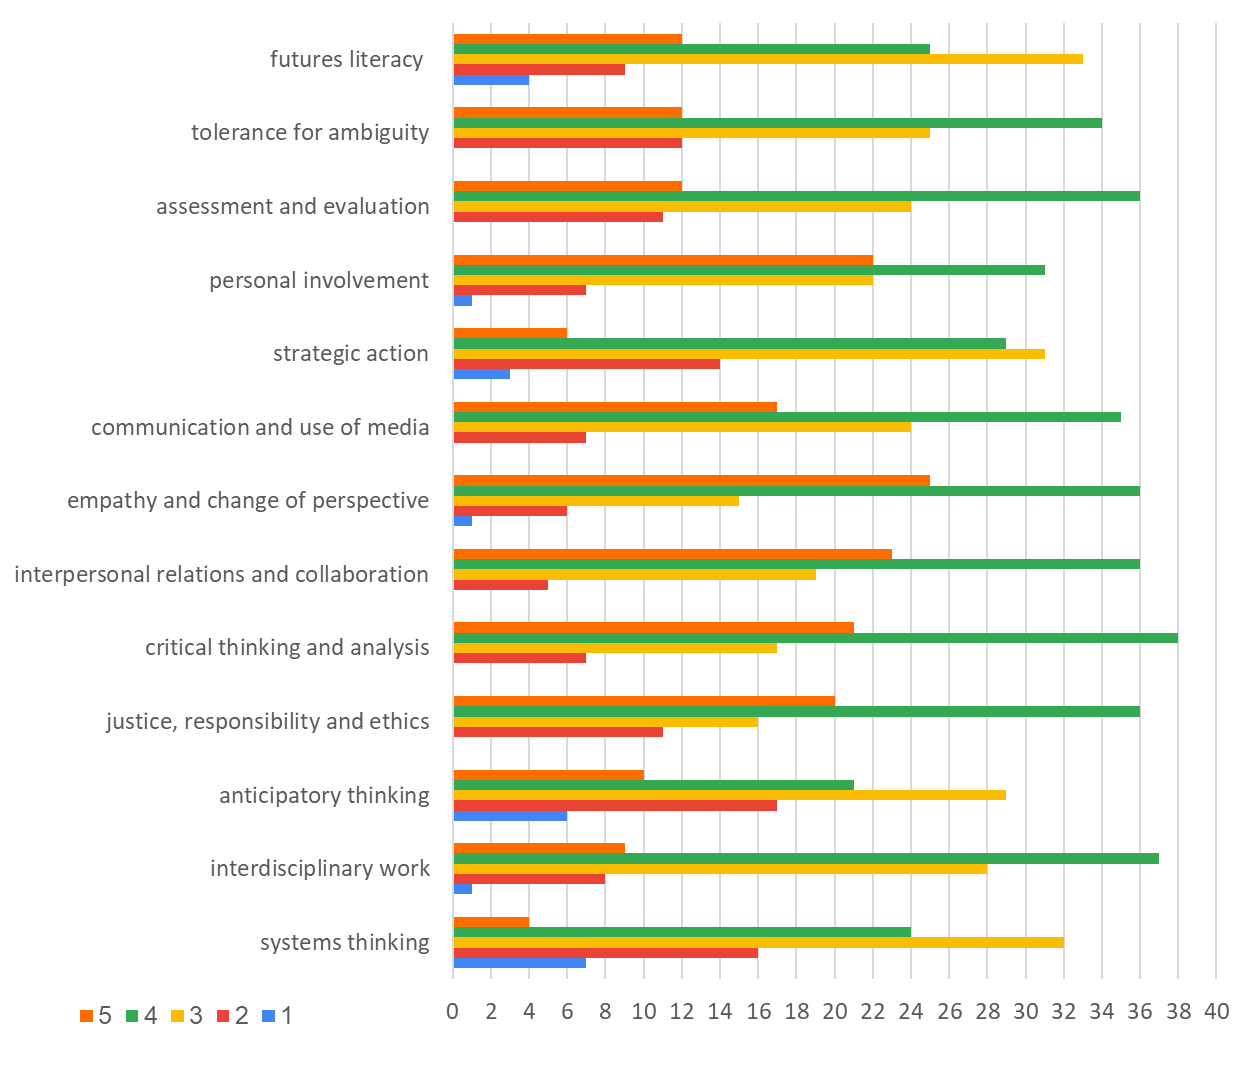 futures literacy
tolerance for ambiguity
assessment and evaluation
personal involvement
strategic action
communication and use of media
empathy and change of perspective
interpersonal relations and collaboration
critical thinking and analysis
justice, responsibility and ethics
anticipatory thinking
interdisciplinary work
systems thinking
0 2 4 6 8 10 12 14 16 18 20 22 24 26 28 30 32 34 36 38 40
5 4 3 2 1